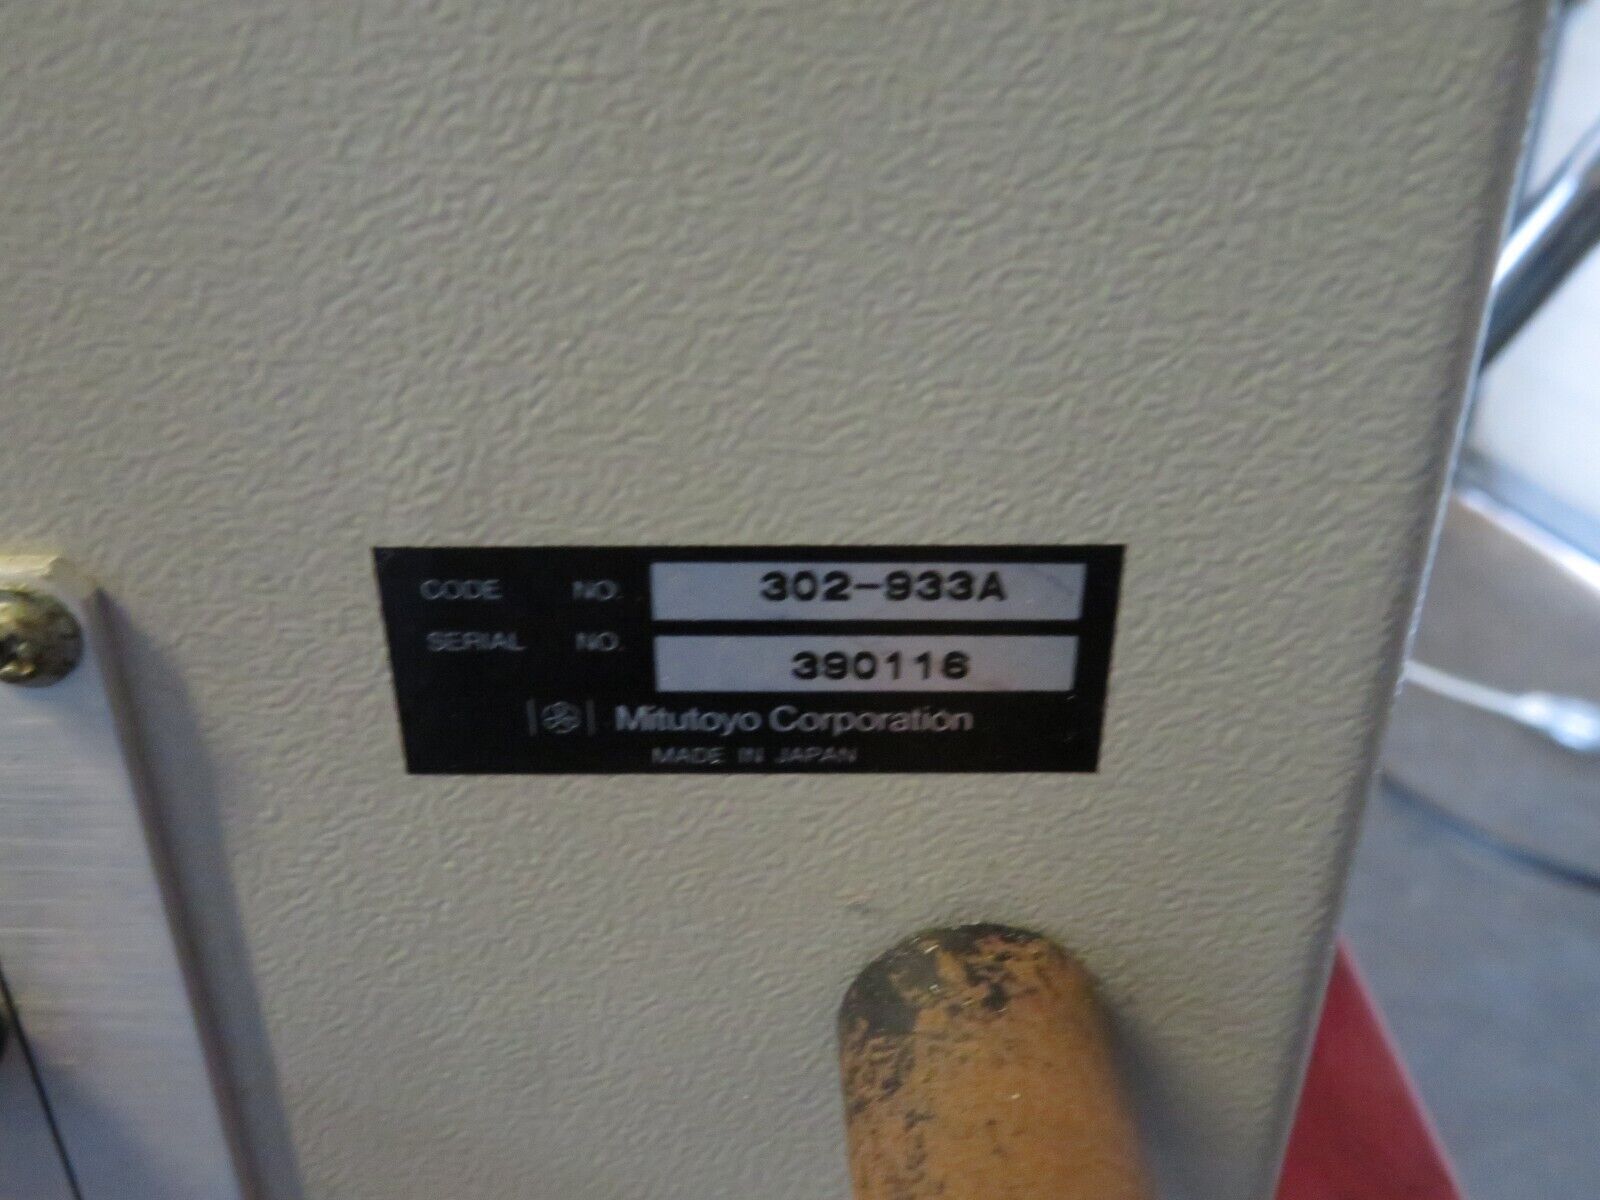 CODE NO. 302-933A
SERIAL NO. 390116
Mitutoyo Corporation
MADE IN JAPAN